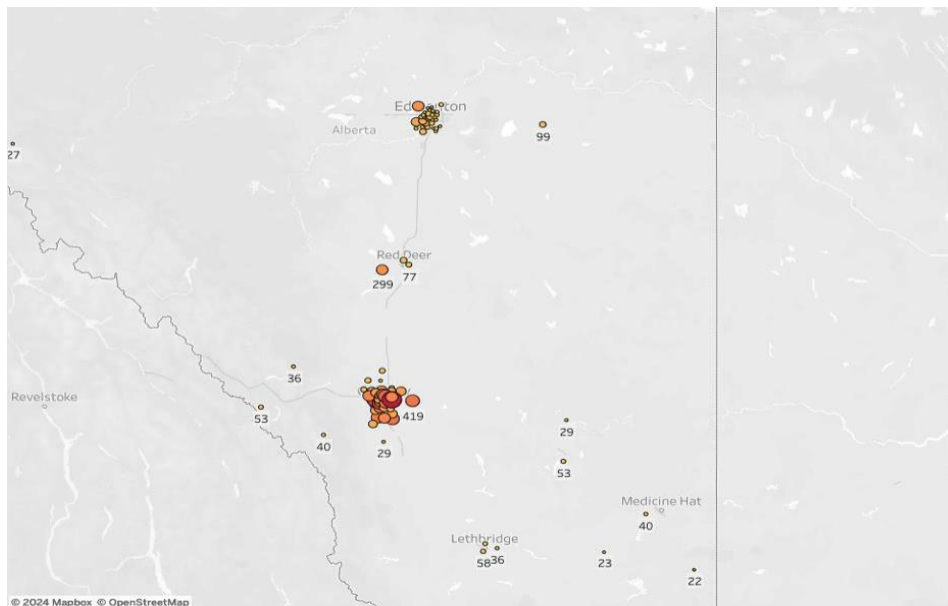 Edmonton
Alberta
99
27
Red Deer
77
299
36
Revelstoke
53
419
40
29
29
53
Medicine Hat
40
Lethbridge
58
36
23
22
© 2024 Mapbox © OpenStreetMap